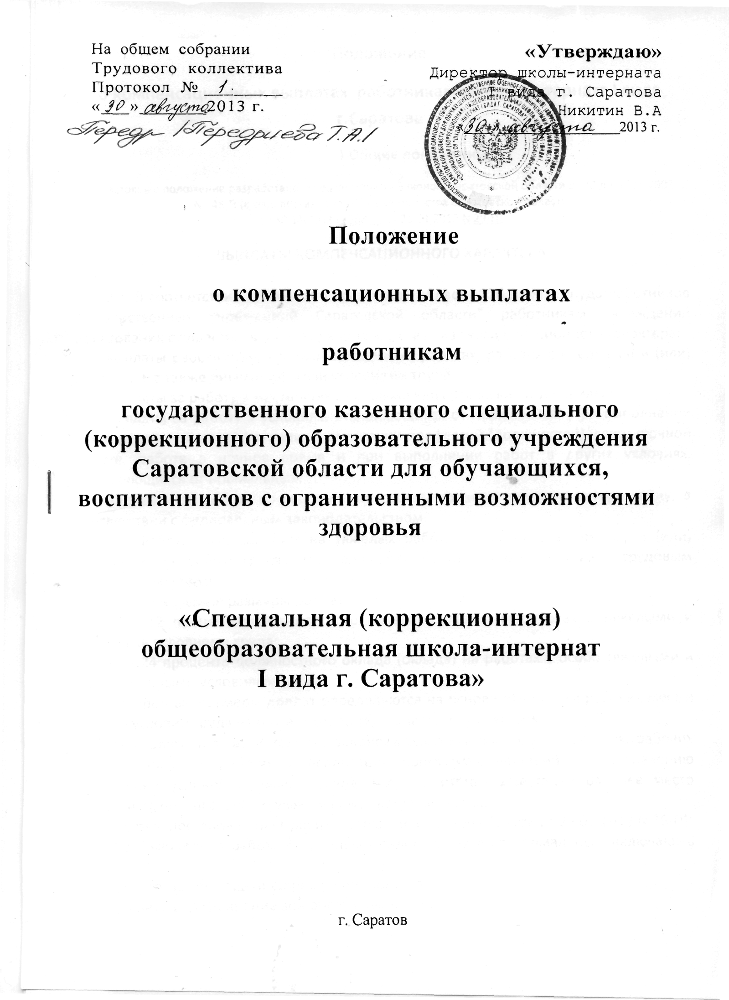 На общем собрании
Трудового коллектива
Протокол № 1.
«30» августа 2013 г.
Передр /Передриева Т.А./
«Утверждаю»
Директор школы-интерната
I вида г. Саратова
Никитин В.А
«30» августа 2013 г.
Положение
о компенсационных выплатах
работникам
государственного казенного специального
(коррекционного) образовательного учреждения
Саратовской области для обучающихся,
воспитанников с ограниченными возможностями
здоровья
«Специальная (коррекционная)
общеобразовательная школа-интернат
I вида г. Саратова»
г. Саратов